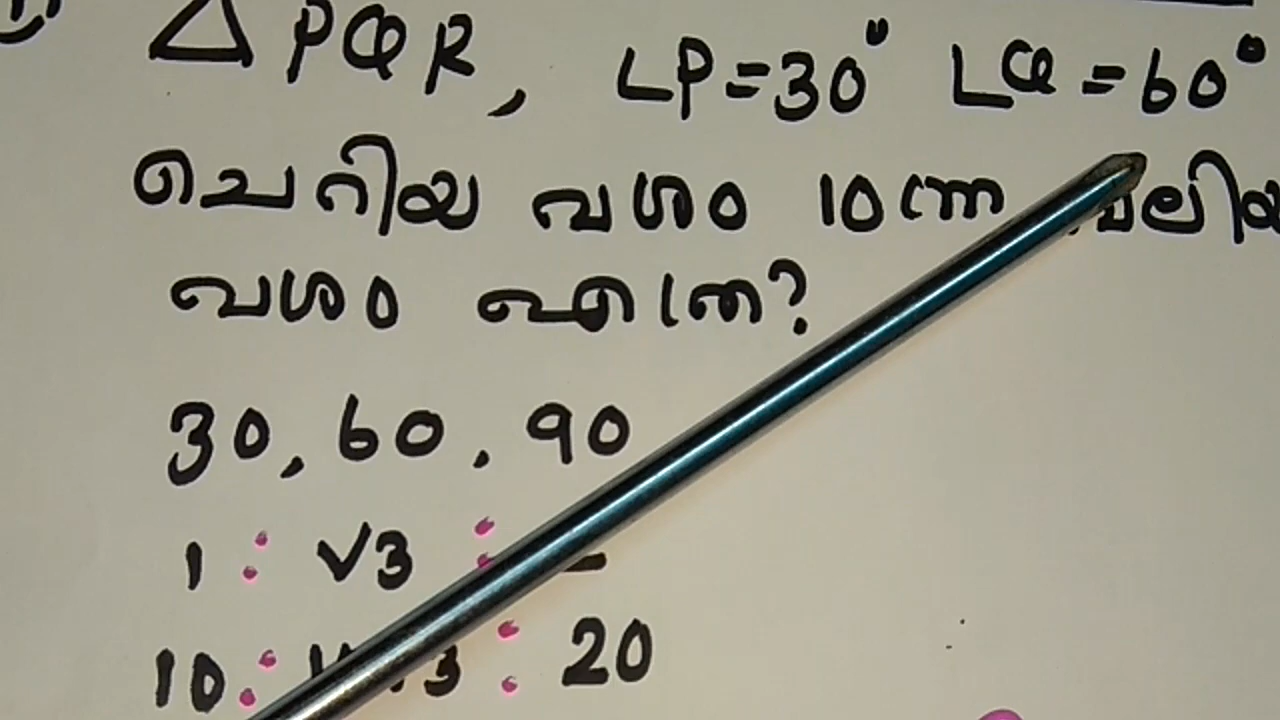 △ PQR, ∠P=30° ∠Q=60°
ചെറിയ വശം 10cm
വശം എത്ര?
30, 60, 90
1 : √3 :
10 : : 20